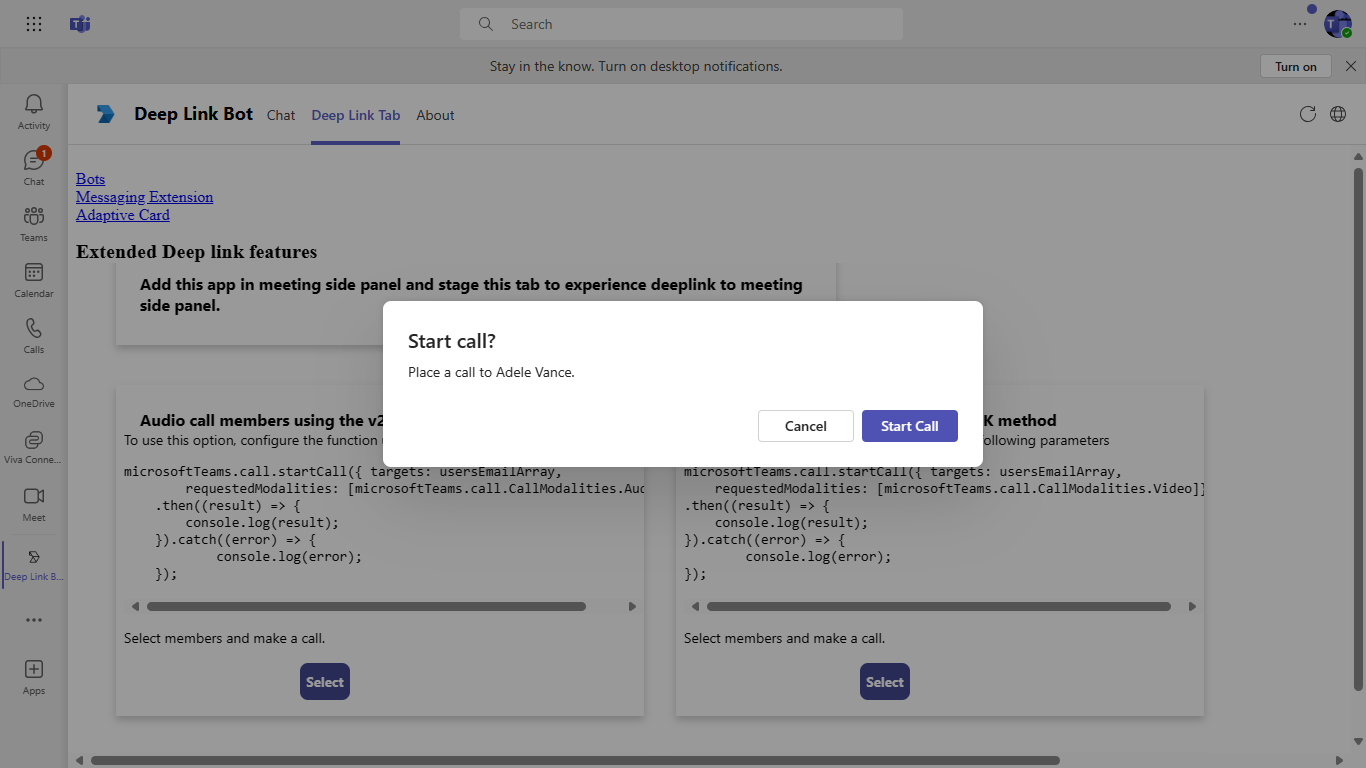 Search
Stay in the know. Turn on desktop notifications.
Turn on
Activity
1
Chat
Teams
Calendar
Calls
OneDrive
Viva Conne...
Meet
Deep Link B...
Apps
Deep Link Bot
Chat
Deep Link Tab
About
Bots
Messaging Extension
Adaptive Card
Extended Deep link features
Add this app in meeting side panel and stage this tab to experience deeplink to meeting
side panel.
Start call?
Place a call to Adele Vance.
Cancel
Start Call
Audio call members using the v2
To use this option, configure the function
microsoftTeams.call.startCall({ targets: usersEmailArray,
requestedModalities: [microsoftTeams.call.CallModalities.Aud
.then((result) => {
console.log(result);
}).catch((error) => {
console.log(error);
});
Select members and make a call.
Select
K method
following parameters
microsoftTeams.call.startCall({ targets: usersEmailArray,
requestedModalities: [microsoftTeams.call.CallModalities.Video]}
.then((result) => {
console.log(result);
}).catch((error) => {
console.log(error);
});
Select members and make a call.
Select